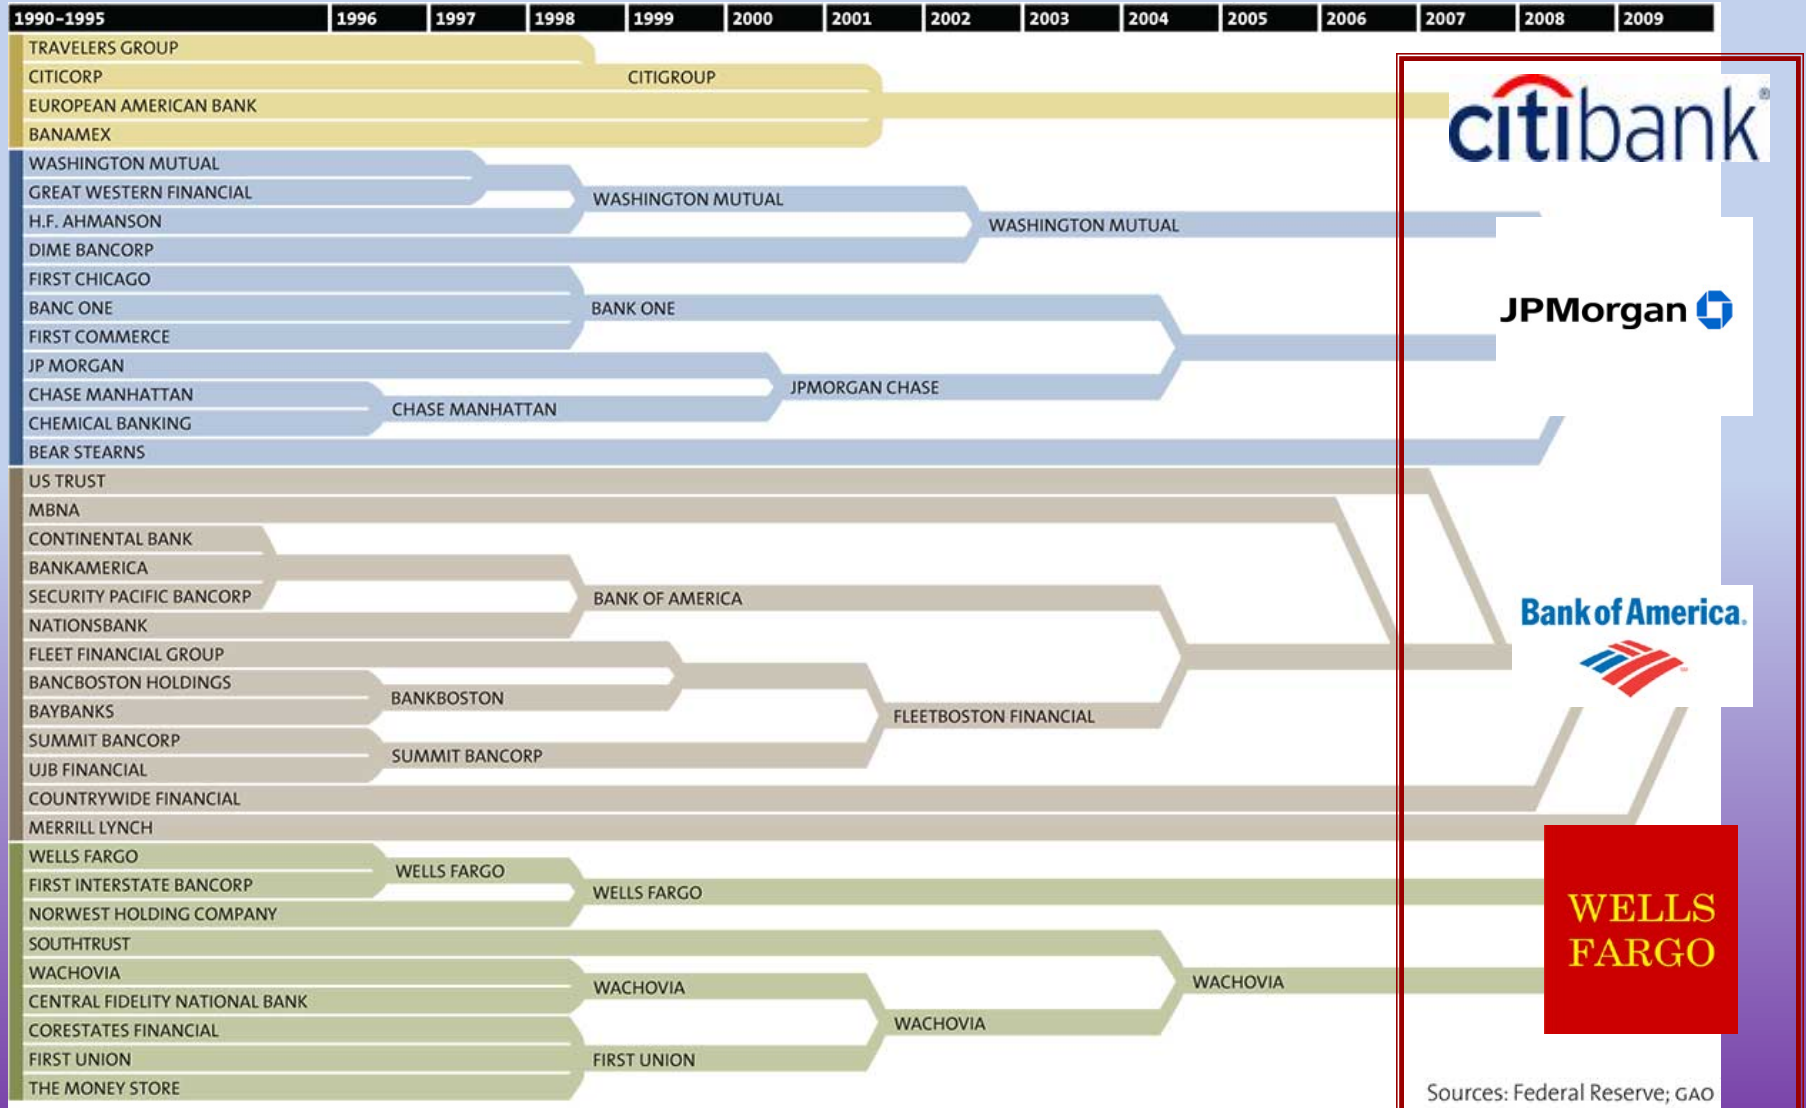 1990–1995 1996 1997 1998 1999 2000 2001 2002 2003 2004 2005 2006 2007 2008 2009
TRAVELERS GROUP
CITICORP CITIGROUP
EUROPEAN AMERICAN BANK
BANAMEX
citibank®
WASHINGTON MUTUAL
GREAT WESTERN FINANCIAL
WASHINGTON MUTUAL
H.F. AHMANSON
WASHINGTON MUTUAL
DIME BANCORP
FIRST CHICAGO
BANC ONE BANK ONE
JPMorgan
FIRST COMMERCE
JP MORGAN
JPMORGAN CHASE
CHASE MANHATTAN
CHASE MANHATTAN
CHEMICAL BANKING
BEAR STEARNS
US TRUST
MBNA
CONTINENTAL BANK
BANKAMERICA
SECURITY PACIFIC BANCORP BANK OF AMERICA
Bank of America.
NATIONSBANK
FLEET FINANCIAL GROUP
BANCBOSTON HOLDINGS
BANKBOSTON
BAYBANKS
FLEETBOSTON FINANCIAL
SUMMIT BANCORP
SUMMIT BANCORP
UJB FINANCIAL
COUNTRYWIDE FINANCIAL
MERRILL LYNCH
WELLS FARGO
WELLS FARGO
FIRST INTERSTATE BANCORP
WELLS FARGO
NORWEST HOLDING COMPANY
WELLS
FARGO
SOUTHTRUST
WACHOVIA
WACHOVIA
WACHOVIA
CENTRAL FIDELITY NATIONAL BANK
WACHOVIA
CORESTATES FINANCIAL
FIRST UNION FIRST UNION
THE MONEY STORE
Sources: Federal Reserve; GAO